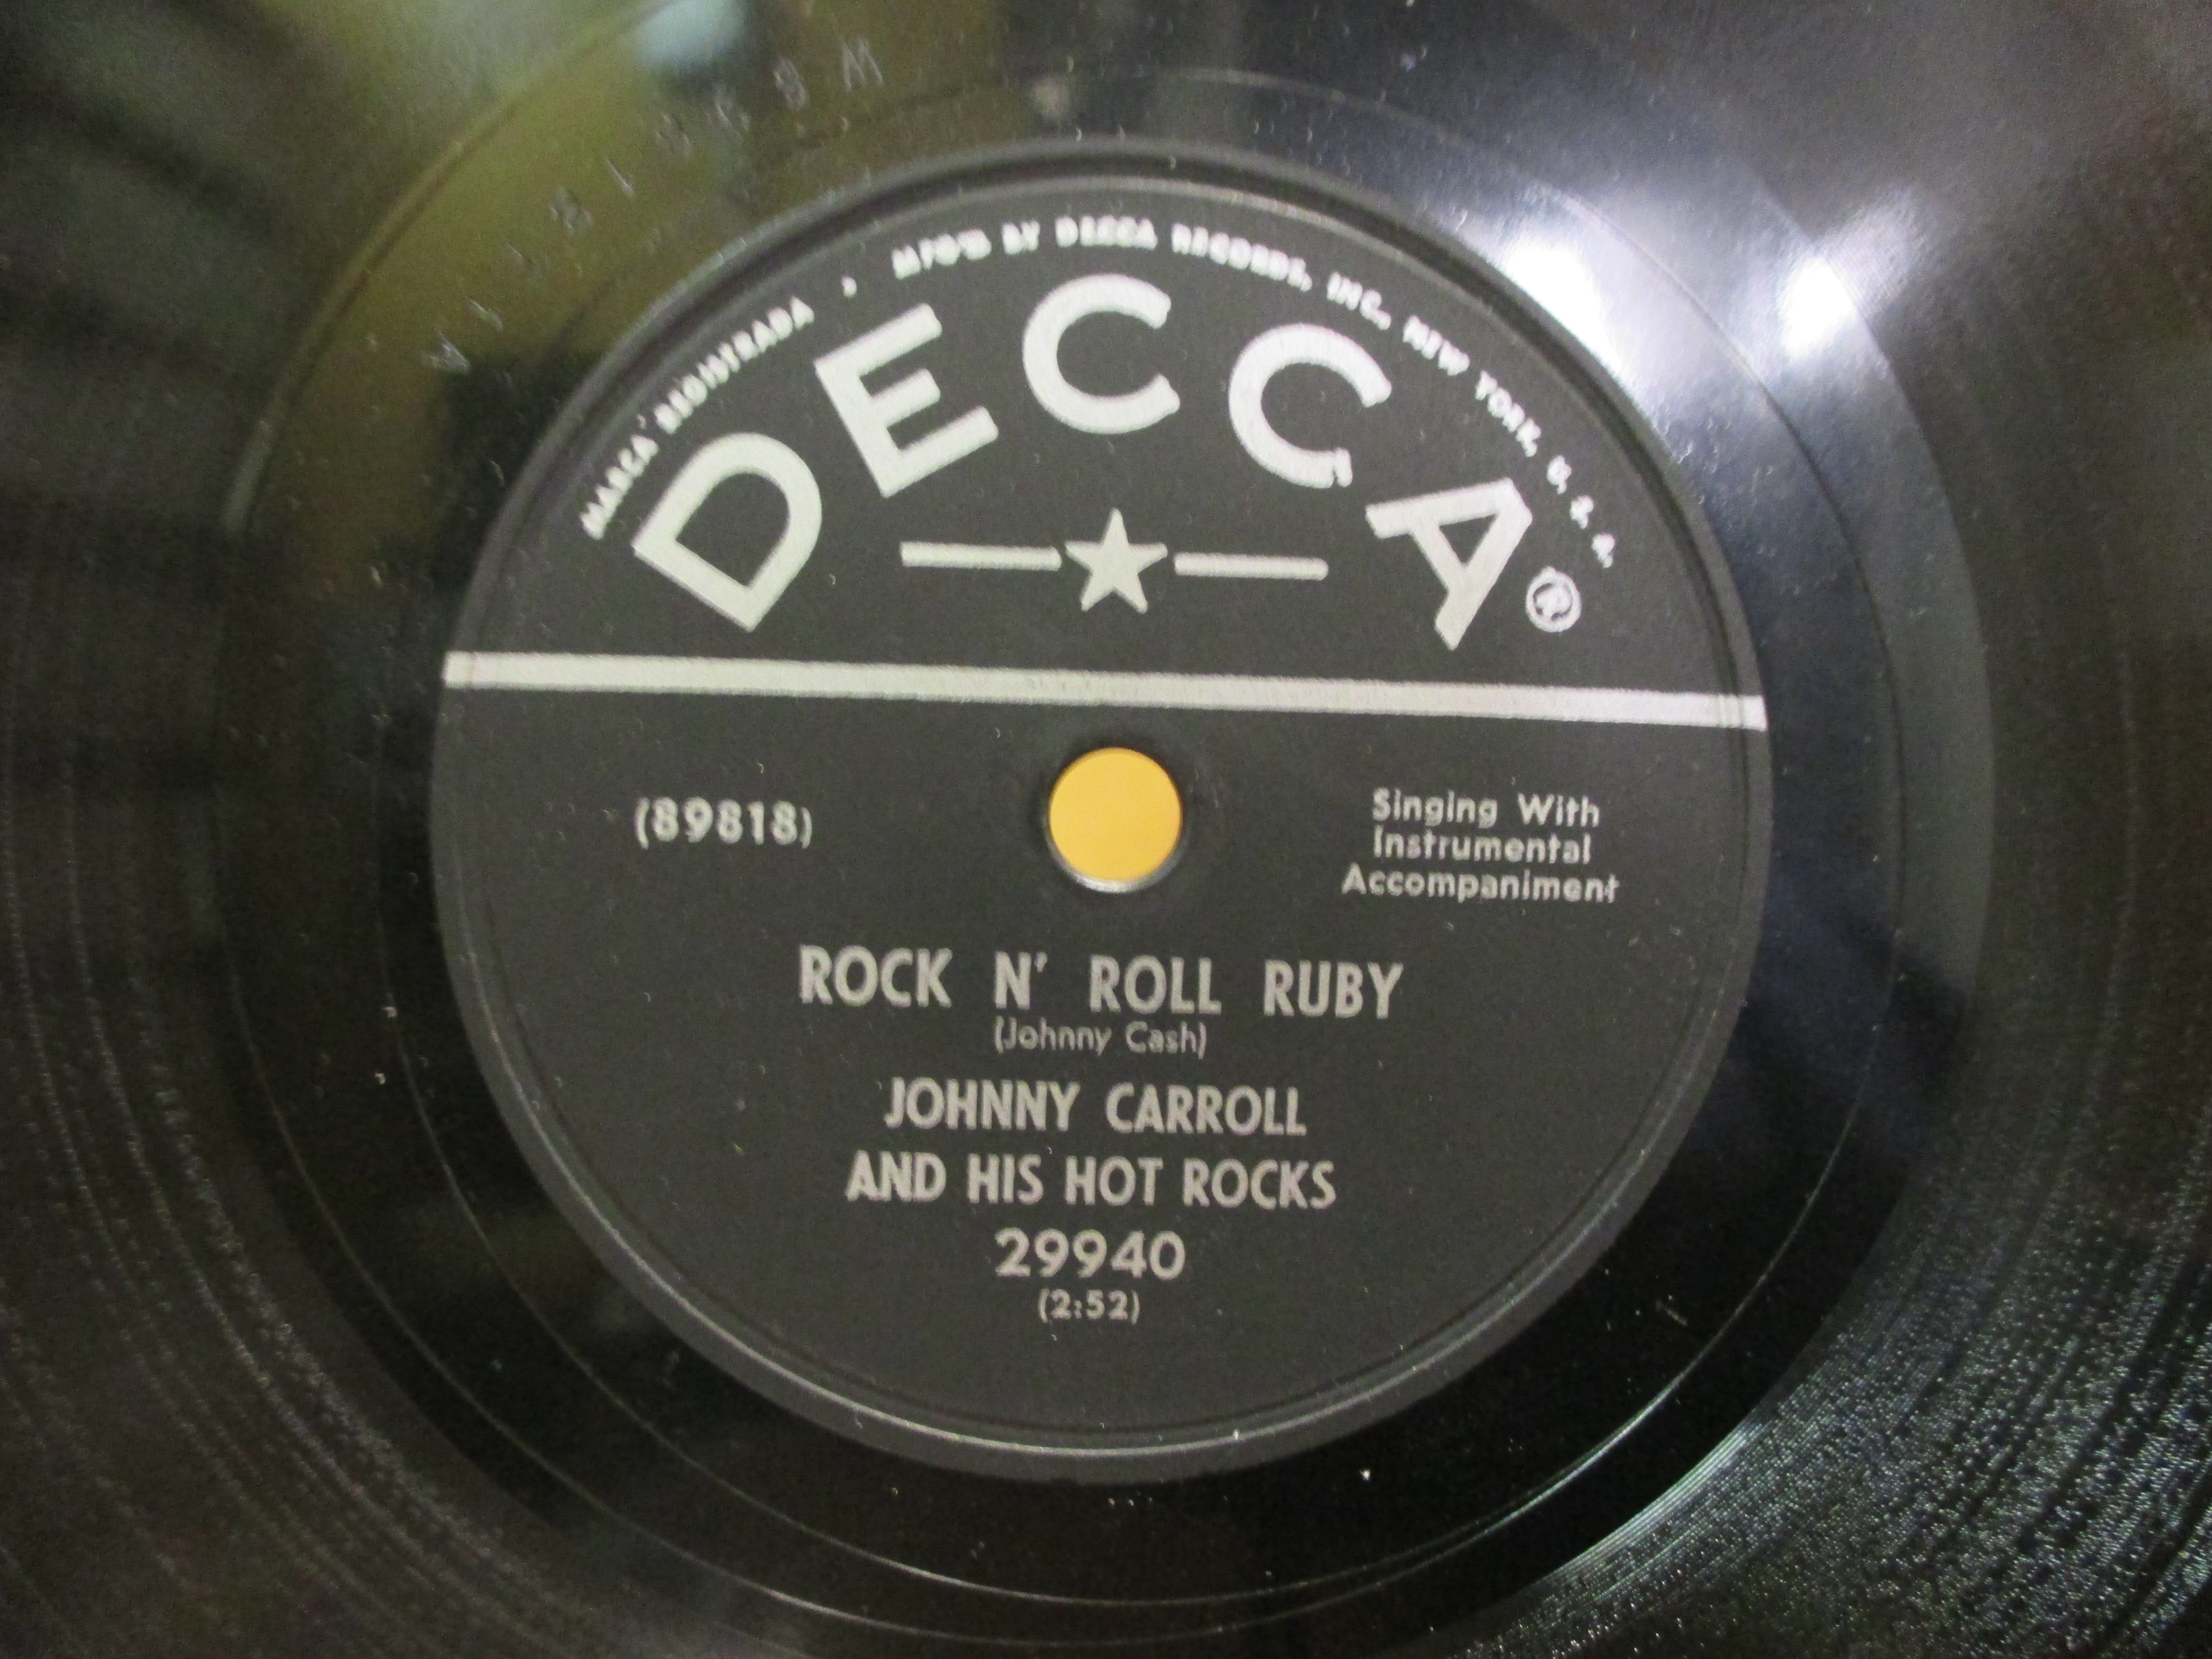 MARCA REGISTRADA • MFG'D BY DECCA RECORDS, INC., NEW YORK, U. S. A.
DECCA ®
(89818)
Singing With
Instrumental
Accompaniment
ROCK N' ROLL RUBY
(Johnny Cash)
JOHNNY CARROLL
AND HIS HOT ROCKS
29940
(2:52)